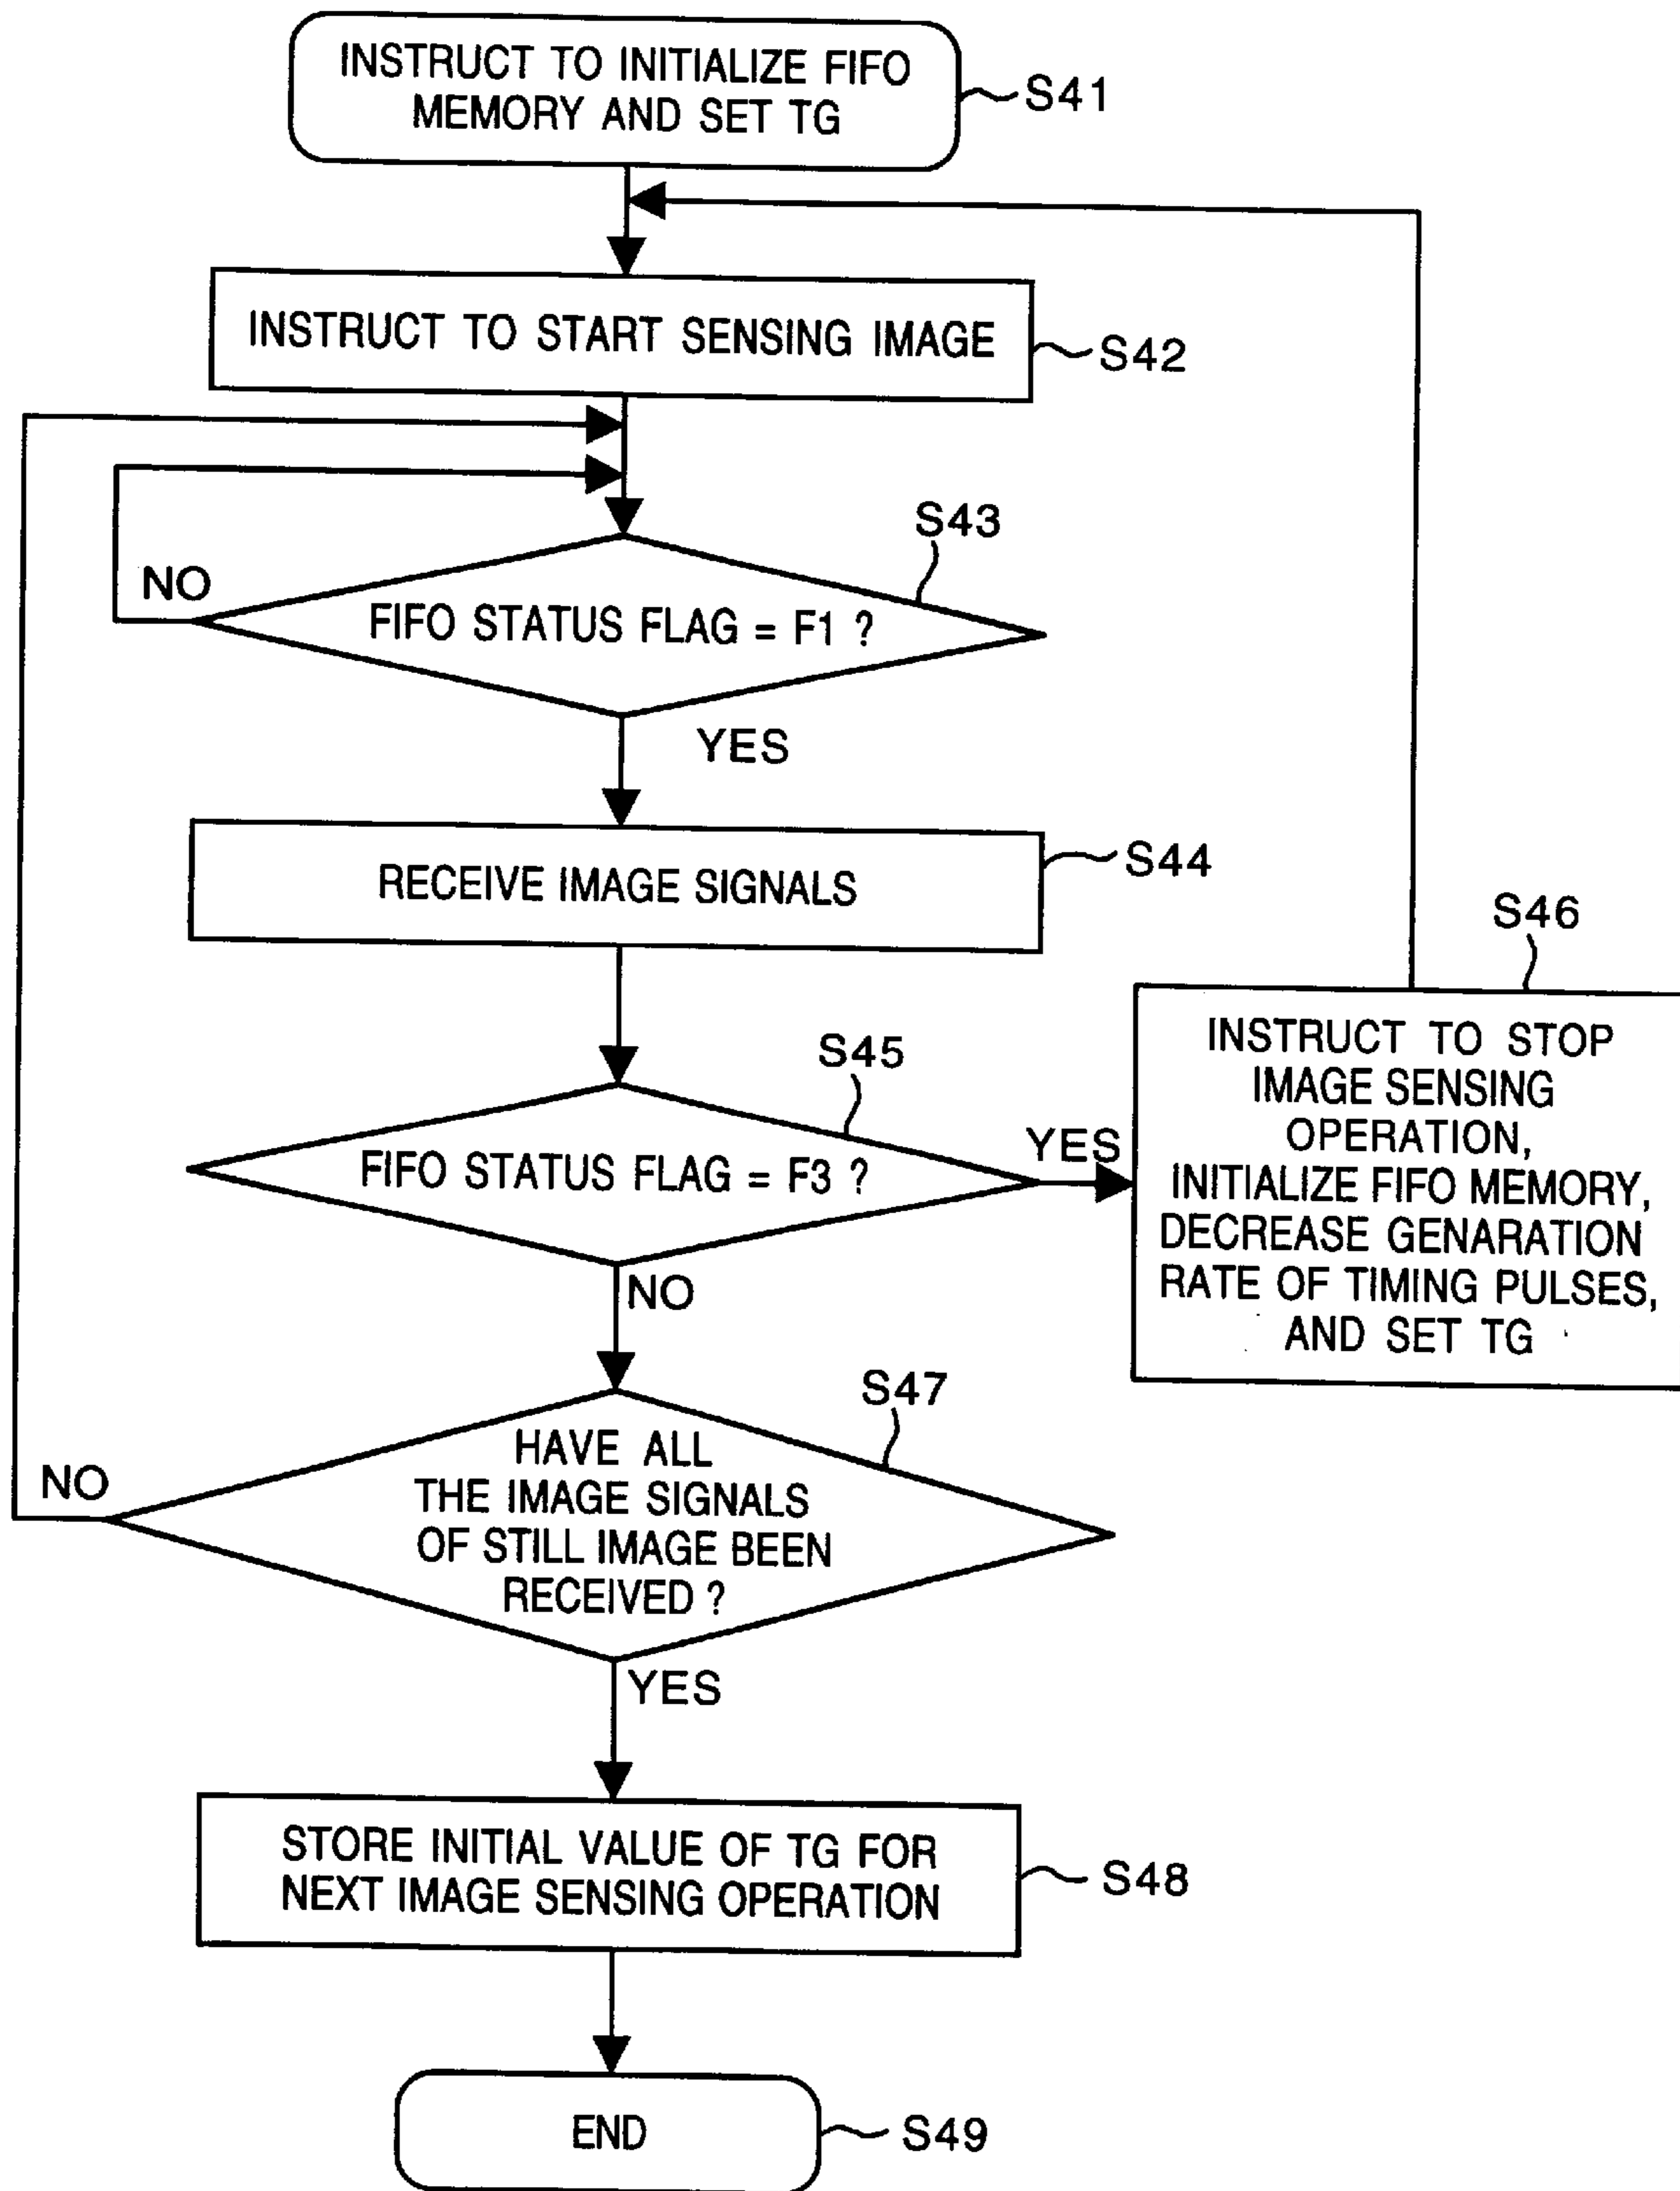 INSTRUCT TO INITIALIZE FIFO
MEMORY AND SET TG
S41
INSTRUCT TO START SENSING IMAGE
S42
S43
NO
FIFO STATUS FLAG = F1 ?
YES
RECEIVE IMAGE SIGNALS
S44
S45
FIFO STATUS FLAG = F3 ?
YES
S46
INSTRUCT TO STOP
IMAGE SENSING
OPERATION,
INITIALIZE FIFO MEMORY,
DECREASE GENARATION
RATE OF TIMING PULSES,
AND SET TG
NO
S47
HAVE ALL
THE IMAGE SIGNALS
OF STILL IMAGE BEEN
RECEIVED ?
NO
YES
STORE INITIAL VALUE OF TG FOR
NEXT IMAGE SENSING OPERATION
S48
END
S49